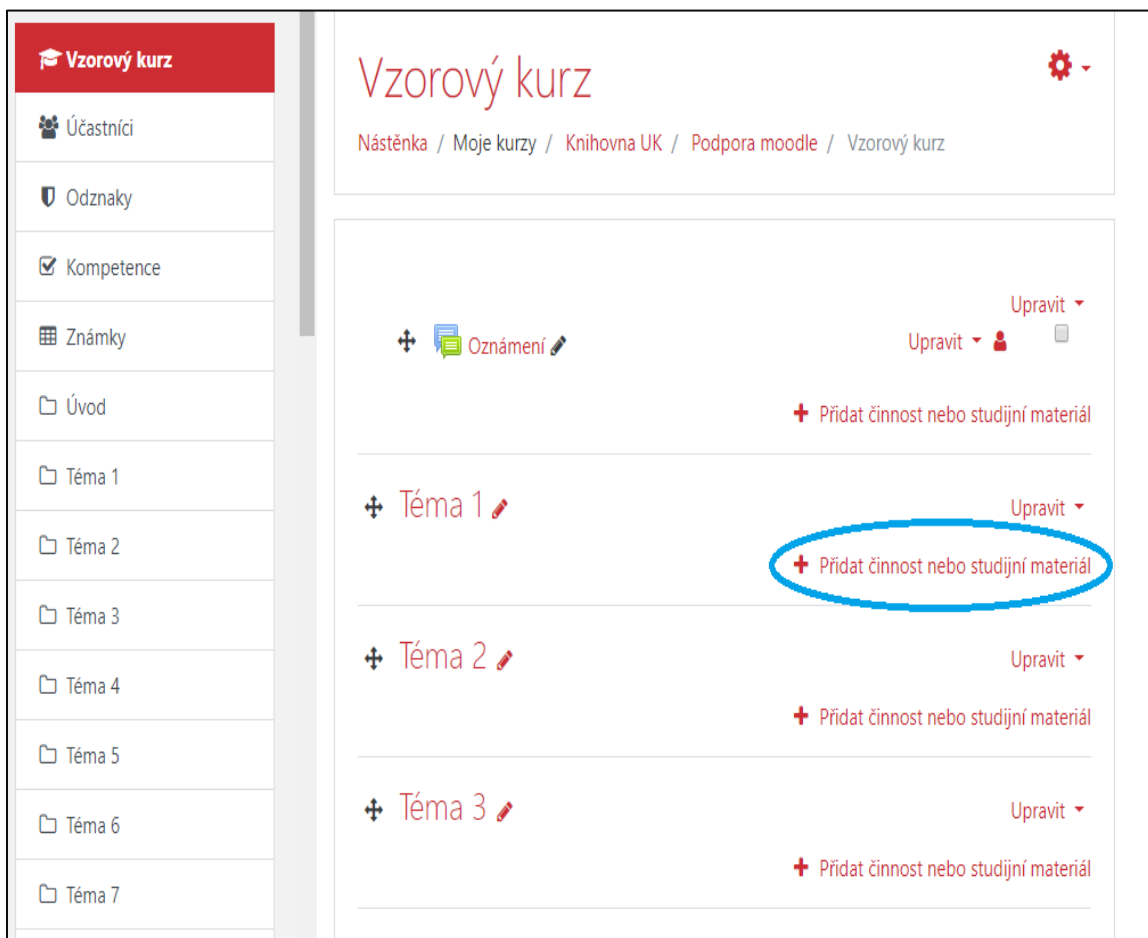 Vzorový kurz
Účastníci
Odznaky
Kompetence
Známky
Úvod
Téma 1
Téma 2
Téma 3
Téma 4
Téma 5
Téma 6
Téma 7
Vzorový kurz
Nástěnka / Moje kurzy / Knihovna UK / Podpora moodle / Vzorový kurz
Upravit
Oznámení Upravit
Přidat činnost nebo studijní materiál
Téma 1 Upravit
Přidat činnost nebo studijní materiál
Téma 2 Upravit
Přidat činnost nebo studijní materiál
Téma 3 Upravit
Přidat činnost nebo studijní materiál